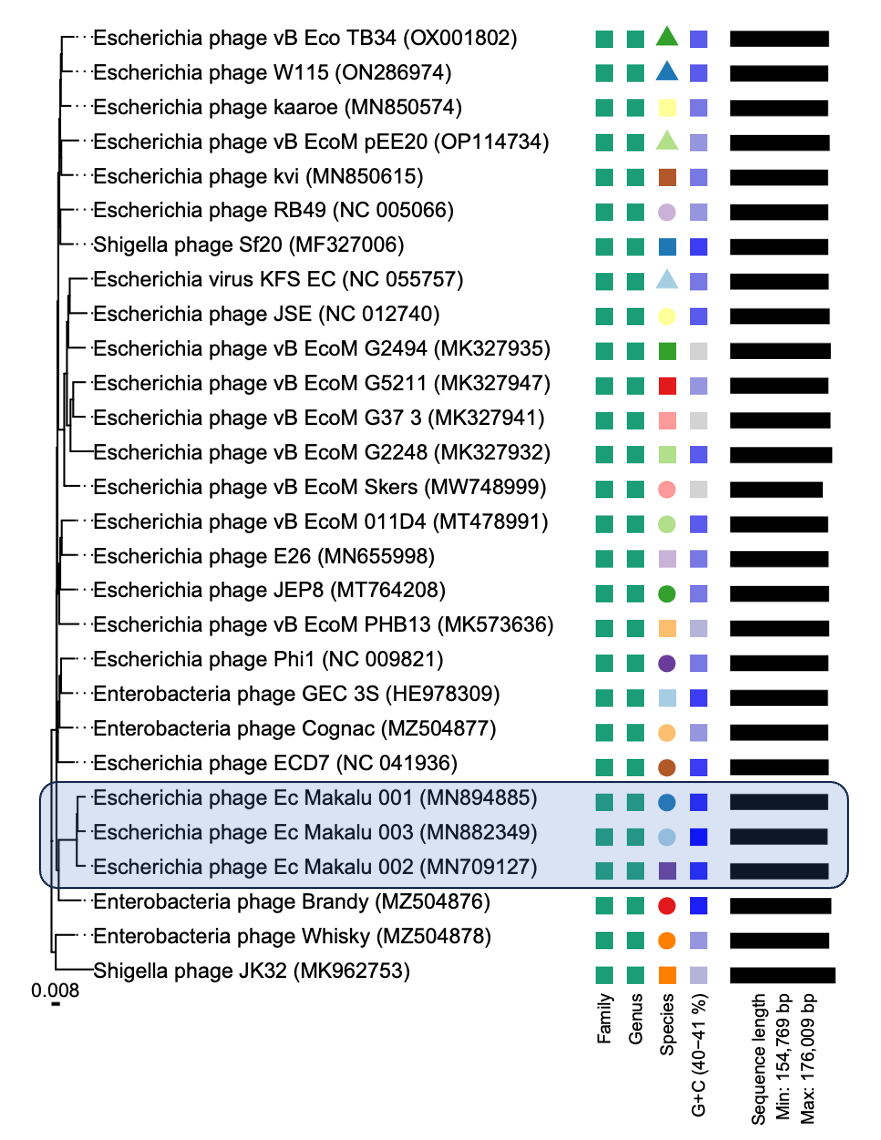 Escherichia phage vB Eco TB34 (OX001802)
Escherichia phage W115 (ON286974)
Escherichia phage kaaroe (MN850574)
Escherichia phage vB EcoM pEE20 (OP114734)
Escherichia phage kvi (MN850615)
Escherichia phage RB49 (NC 005066)
Shigella phage Sf20 (MF327006)
Escherichia virus KFS EC (NC 055757)
Escherichia phage JSE (NC 012740)
Escherichia phage vB EcoM G2494 (MK327935)
Escherichia phage vB EcoM G5211 (MK327947)
Escherichia phage vB EcoM G37 3 (MK327941)
Escherichia phage vB EcoM G2248 (MK327932)
Escherichia phage vB EcoM Skers (MW748999)
Escherichia phage vB EcoM 011D4 (MT478991)
Escherichia phage E26 (MN655998)
Escherichia phage JEP8 (MT764208)
Escherichia phage vB EcoM PHB13 (MK573636)
Escherichia phage Phi1 (NC 009821)
Enterobacteria phage GEC 3S (HE978309)
Enterobacteria phage Cognac (MZ504877)
Escherichia phage ECD7 (NC 041936)
Escherichia phage Ec Makalu 001 (MN894885)
Escherichia phage Ec Makalu 003 (MN882349)
Escherichia phage Ec Makalu 002 (MN709127)
Enterobacteria phage Brandy (MZ504876)
Enterobacteria phage Whisky (MZ504878)
Shigella phage JK32 (MK962753)
0.008
Family
Genus
Species
G+C (40−41 %)
Sequence length
Min: 154,769 bp
Max: 176,009 bp